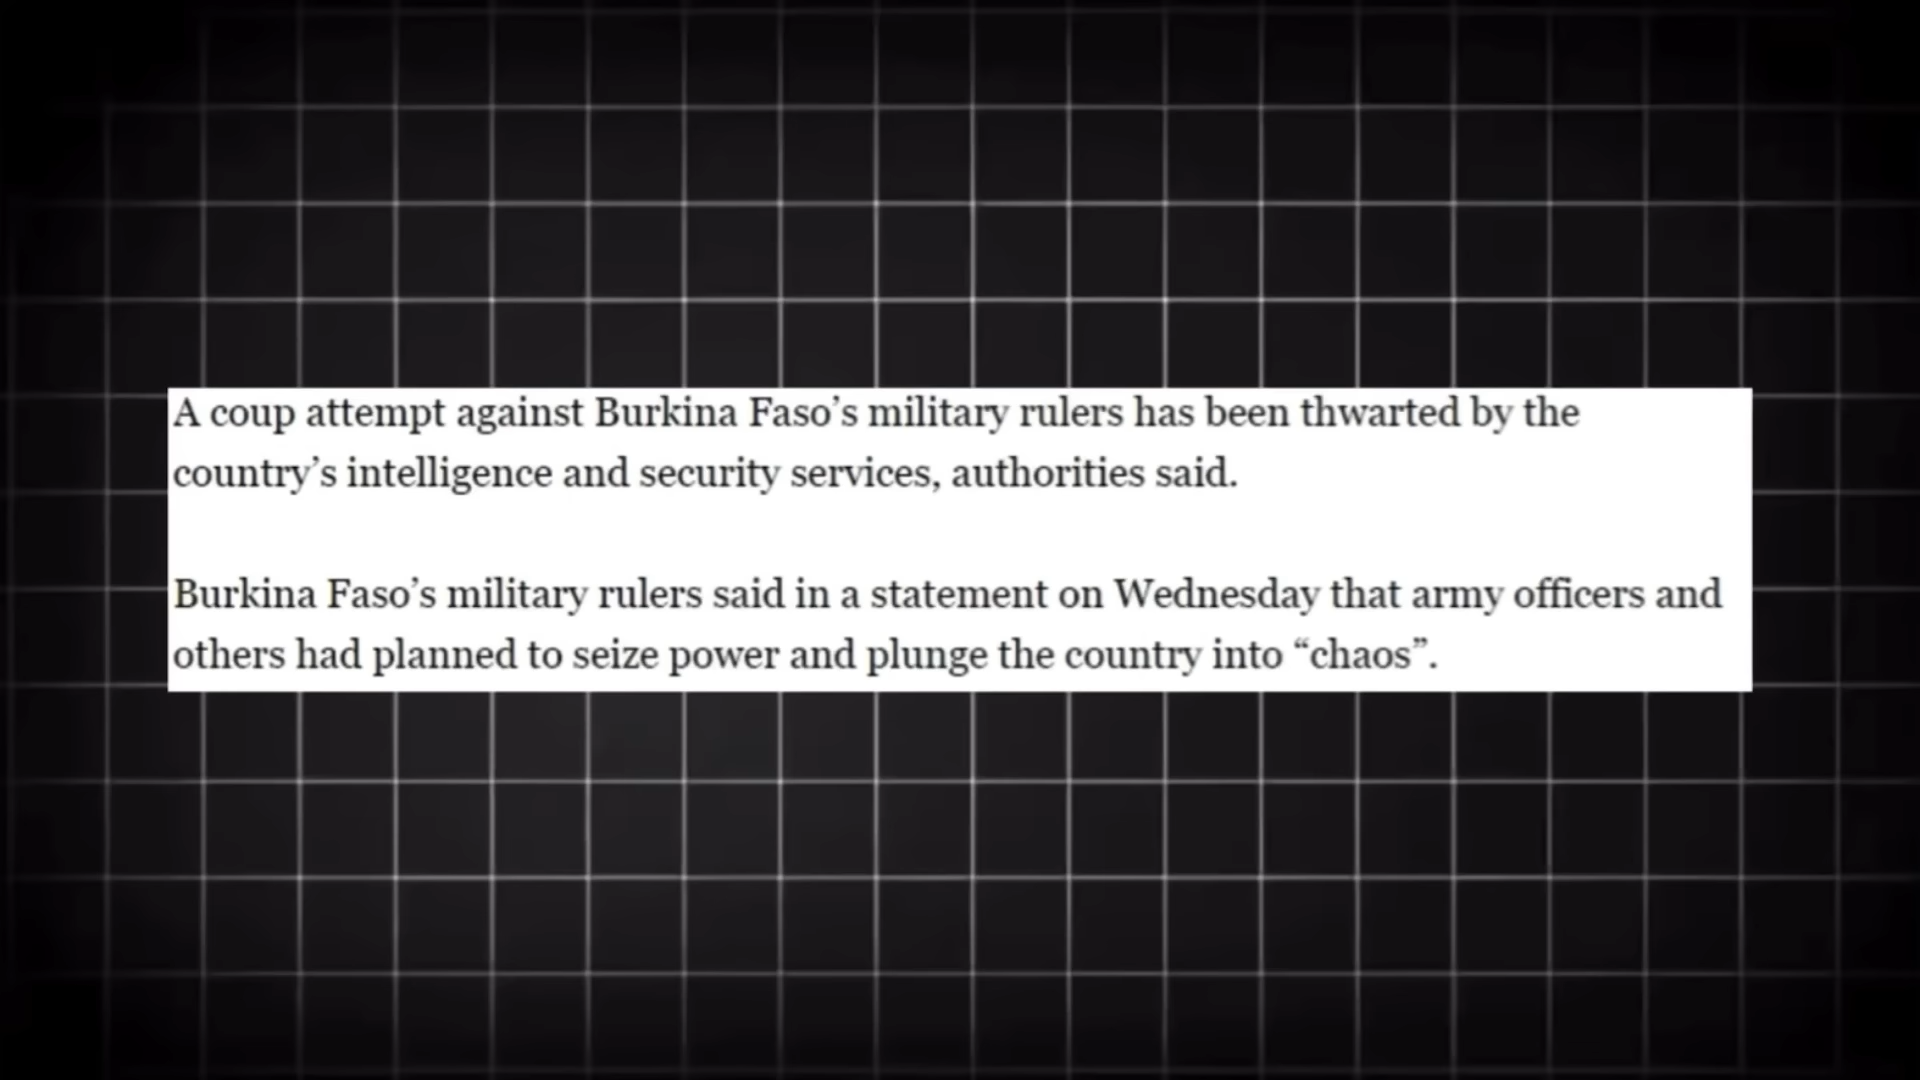 A coup attempt against Burkina Faso’s military rulers has been thwarted by the
country’s intelligence and security services, authorities said.
Burkina Faso’s military rulers said in a statement on Wednesday that army officers and
others had planned to seize power and plunge the country into “chaos”.